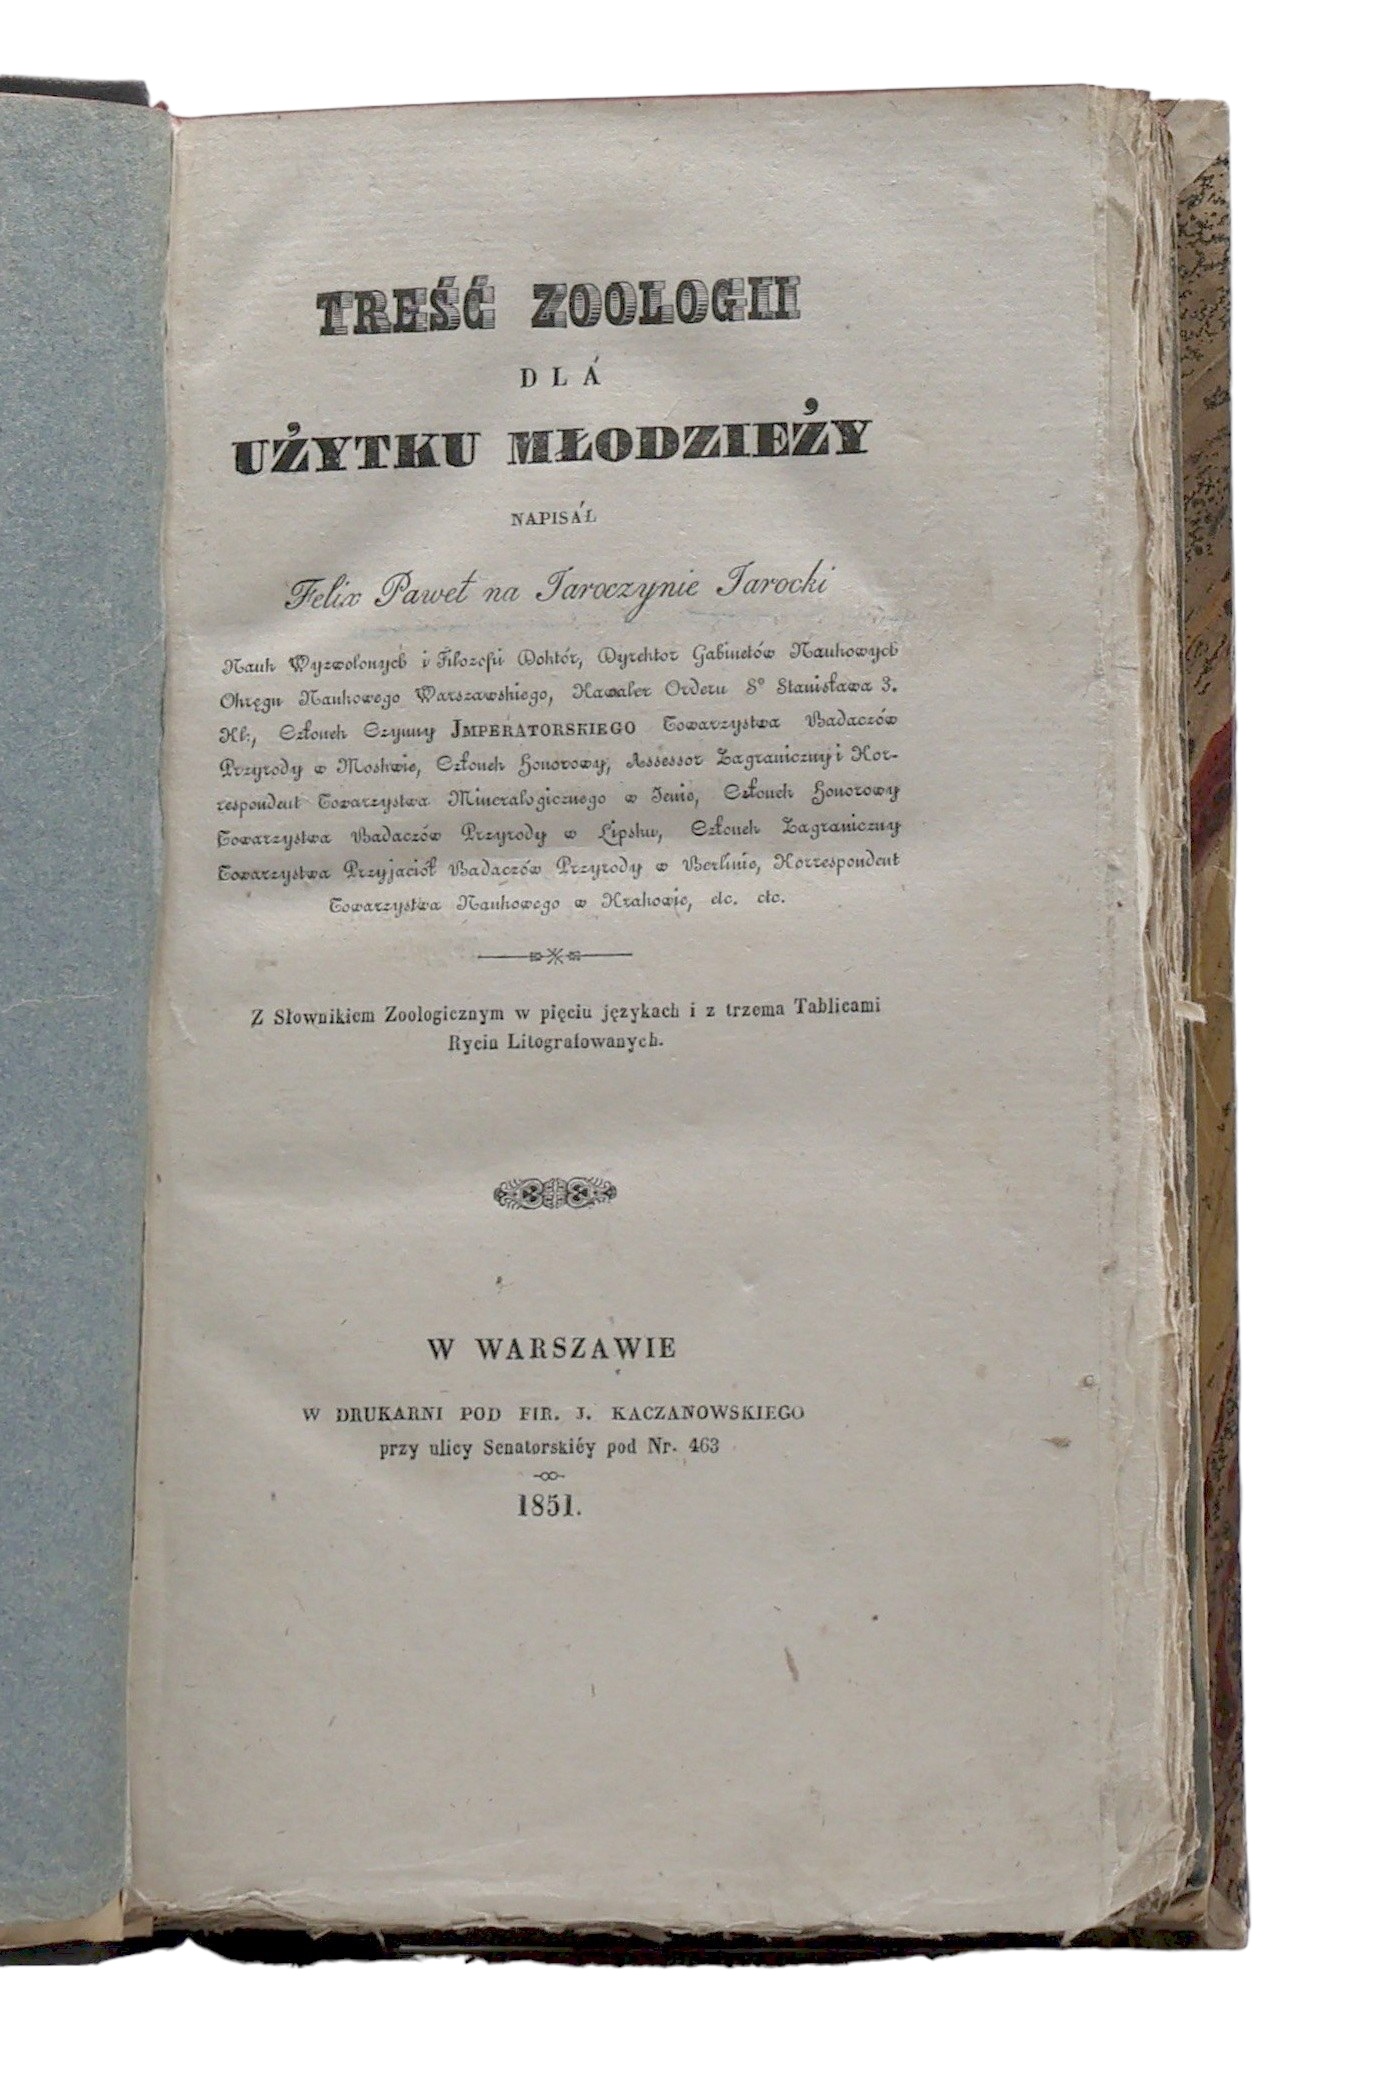 TREŚĆ ZOOLOGII
DLÁ
UŻYTKU MŁODZIEŻY
NAPISÁŁ
Felix Paweł na Jaroczynie Jarocki
Nauk Wyzwolonych i Filozofii Doktór, Dyrektor Gabinetów Naukowych
Okręgu Naukowego Warszawskiego, Kawaler Orderu Sº Stanisława 3.
Kl:, Członek Czynny IMPERATORSKIEGO Towarzystwa Badaczów
Przyrody w Moskwie, Członek Honorowy, Assessor Zagraniczny i Kor-
respondent Towarzystwa Mineralogicznego w Jenie, Członek Honorowy
Towarzystwa Badaczów Przyrody w Lipsku, Członek Zagraniczny
Towarzystwa Przyjaciół Badaczów Przyrody w Berlinie, Korrespondent
Towarzystwa Naukowego w Krakowie, etc. etc.
Z Słownikiem Zoologicznym w pięciu językach i z trzema Tablicami
Rycin Litografowanych.
W WARSZAWIE
W DRUKARNI POD FIR. J. KACZANOWSKIEGO
przy ulicy Senatorskiéy pod Nr. 463
1851.